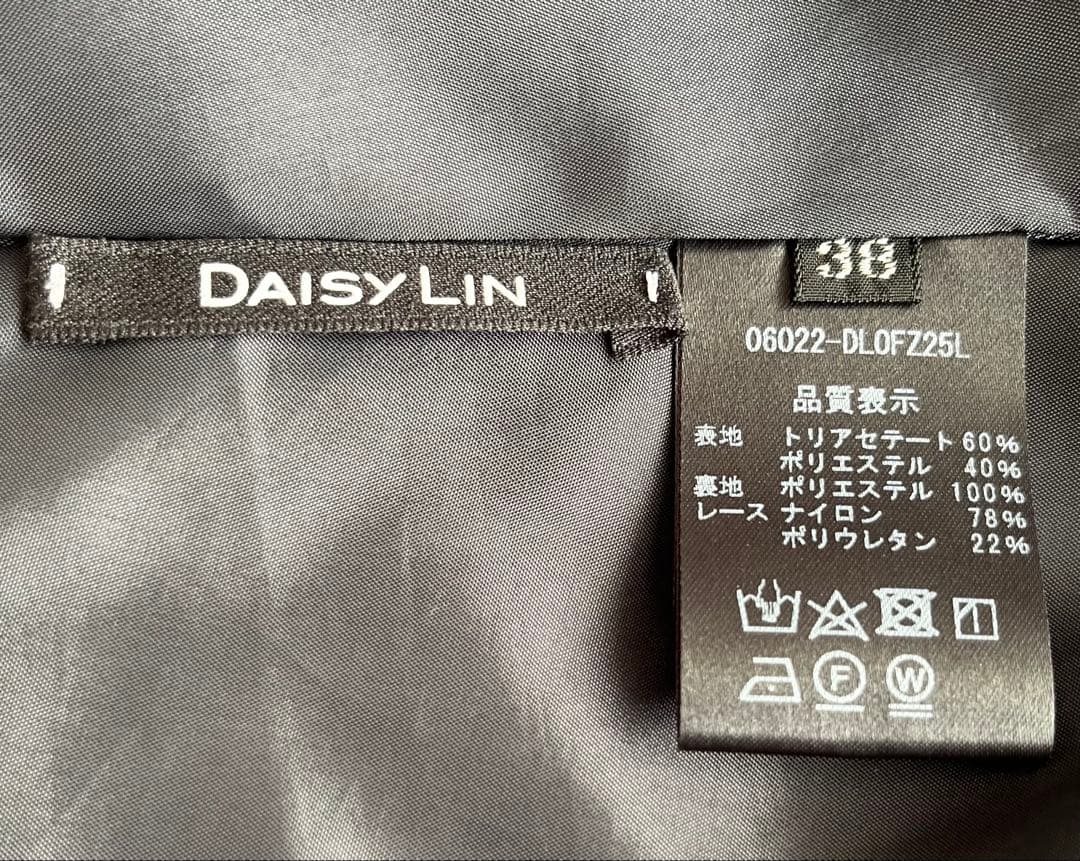 DAISY LIN
36
06022-DLOFZ25L
品質表示
表地 トリアセテート 60%
ポリエステル 40%
裏地 ポリエステル 100%
レース ナイロン 78%
ポリウレタン 22%
F W